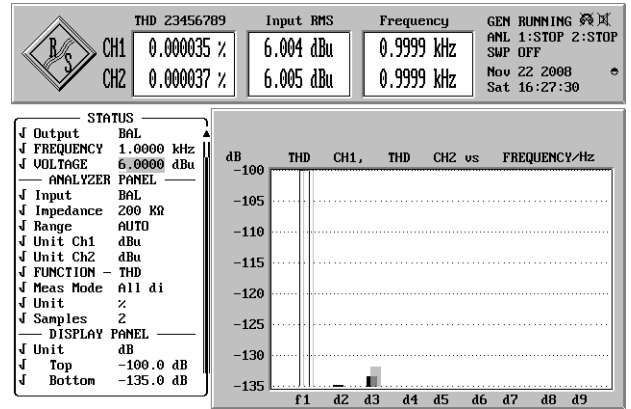 THD 23456789 Input RMS Frequency
R&S CH1 0.000035 % 6.004 dBu 0.9999 kHz
CH2 0.000037 % 6.005 dBu 0.9999 kHz
GEN RUNNING
ANL 1:STOP 2:STOP
SWP OFF
Nov 22 2008
Sat 16:27:30
STATUS
Output BAL
FREQUENCY 1.0000 kHz
VOLTAGE 6.0000 dBu
ANALYZER PANEL
Input BAL
Impedance 200 KΩ
Range AUTO
Unit Ch1 dBu
Unit Ch2 dBu
FUNCTION - THD
Meas Mode All di
Unit %
Samples 2
DISPLAY PANEL
Unit dB
Top -100.0 dB
Bottom -135.0 dB
dB THD CH1, THD CH2 vs FREQUENCY/Hz
-100
-105
-110
-115
-120
-125
-130
-135
f1 d2 d3 d4 d5 d6 d7 d8 d9